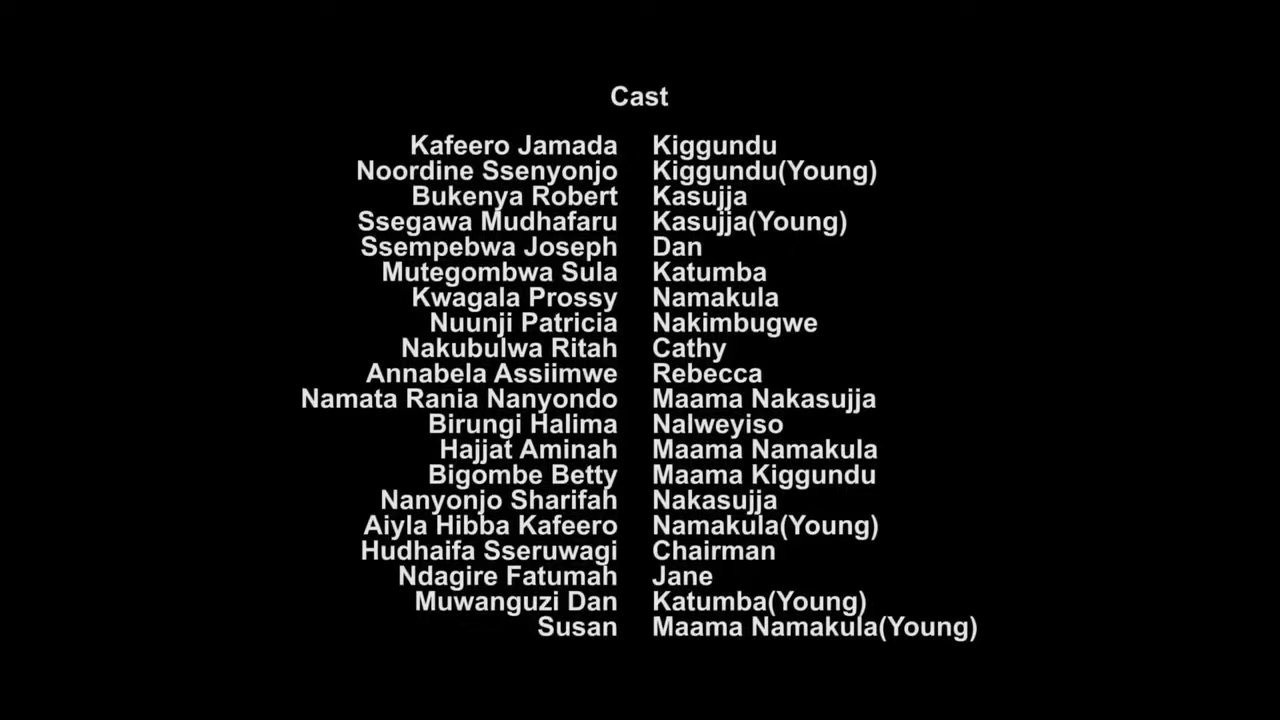 Cast
Kafeero Jamada Kiggundu
Noordine Ssenyonjo Kiggundu(Young)
Bukenya Robert Kasujja
Ssegawa Mudhafaru Kasujja(Young)
Ssempebwa Joseph Dan
Mutegombwa Sula Katumba
Kwagala Prossy Namakula
Nuunji Patricia Nakimbugwe
Nakubulwa Ritah Cathy
Annabela Assiimwe Rebecca
Namata Rania Nanyondo Maama Nakasujja
Birungi Halima Nalweyiso
Hajjat Aminah Maama Namakula
Bigombe Betty Maama Kiggundu
Nanyonjo Sharifah Nakasujja
Aiyla Hibba Kafeero Namakula(Young)
Hudhaifa Sseruwagi Chairman
Ndagire Fatumah Jane
Muwanguzi Dan Katumba(Young)
Susan Maama Namakula(Young)